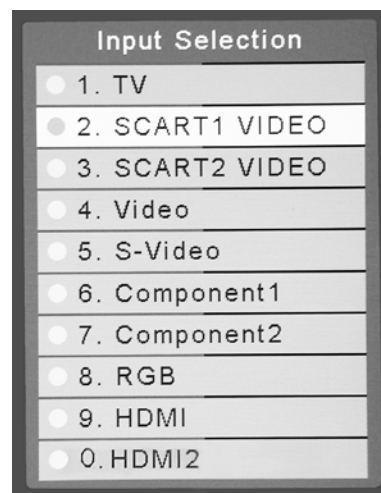 Input Selection
1. TV
2. SCART1 VIDEO
3. SCART2 VIDEO
4. Video
5. S-Video
6. Component1
7. Component2
8. RGB
9. HDMI
0. HDMI2